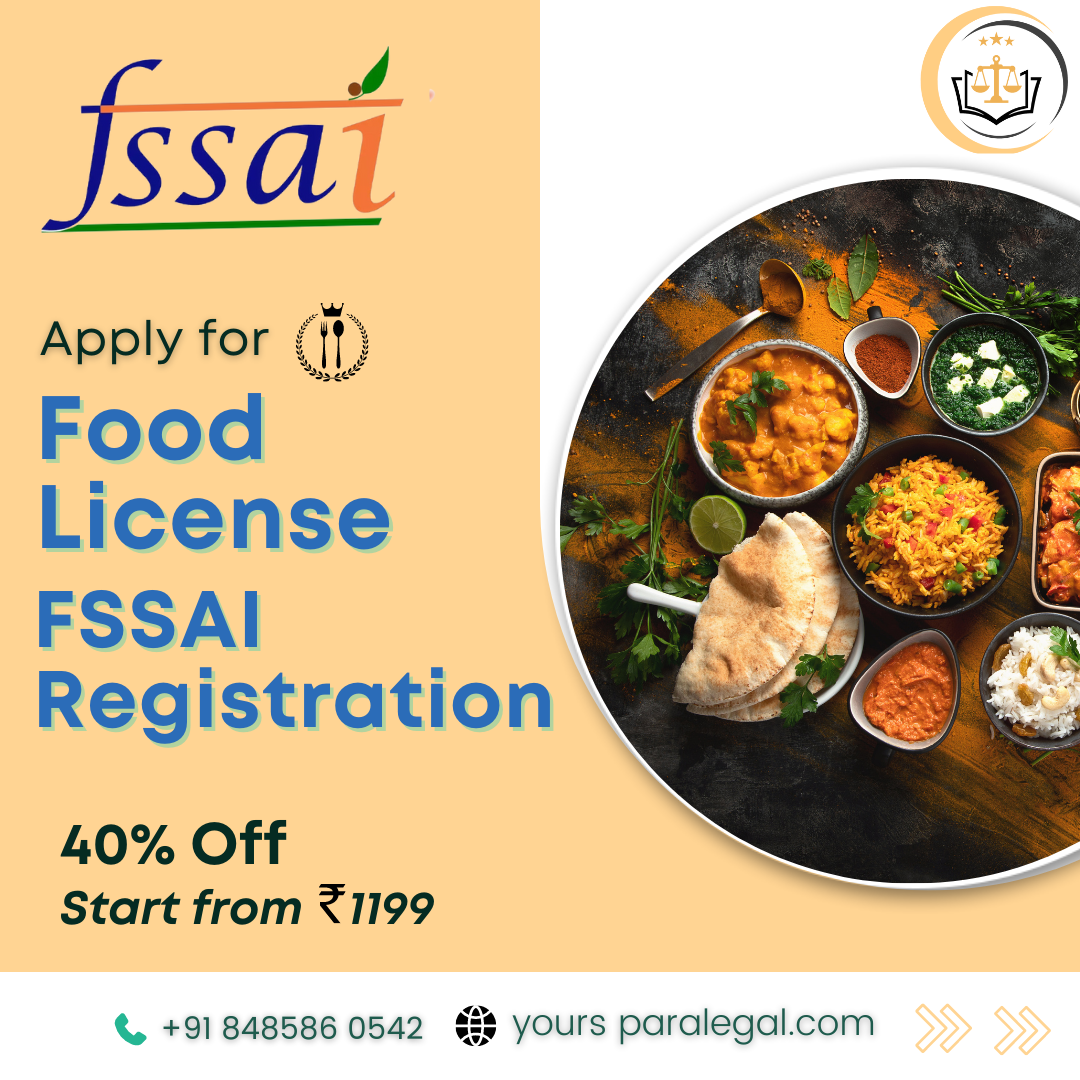 fssai
Apply for
Food
License
FSSAI
Registration
40% Off
Start from ₹1199
+91 848586 0542
yours paralegal.com